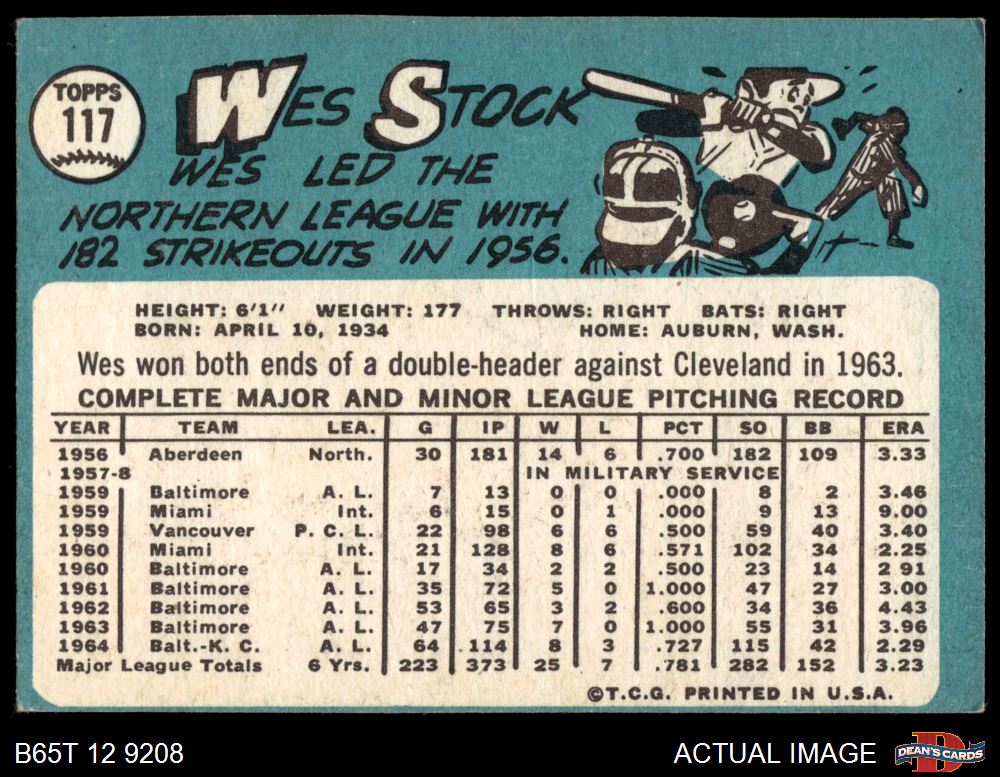 TOPPS
117
WES STOCK
WES LED THE
NORTHERN LEAGUE WITH
182 STRIKEOUTS IN 1956.
HEIGHT: 6'1" WEIGHT: 177 THROWS: RIGHT BATS: RIGHT
BORN: APRIL 10, 1934 HOME: AUBURN, WASH.
Wes won both ends of a double-header against Cleveland in 1963.
COMPLETE MAJOR AND MINOR LEAGUE PITCHING RECORD
YEAR TEAM LEA. G IP W L PCT SO BB ERA
1956 Aberdeen North. 30 181 14 6 .700 182 109 3.33
1957-8 IN MILITARY SERVICE
1959 Baltimore A. L. 7 13 0 0 .000 8 2 3.46
1959 Miami Int. 6 15 0 1 .000 9 13 9.00
1959 Vancouver P. C. L. 22 98 6 6 .500 59 40 3.40
1960 Miami Int. 21 128 8 6 .571 102 34 2.25
1960 Baltimore A. L. 17 34 2 2 .500 23 14 2 91
1961 Baltimore A. L. 35 72 5 0 1.000 47 27 3.00
1962 Baltimore A. L. 53 65 3 2 .600 34 36 4.43
1963 Baltimore A. L. 47 75 7 0 1.000 55 31 3.96
1964 Balt.-K. C. A. L. 64 114 8 3 .727 115 42 2.29
Major League Totals 6 Yrs. 223 373 25 7 .781 282 152 3.23
©T.C.G. PRINTED IN U.S.A.
B65T 12 9208 ACTUAL IMAGE DEAN'S CARDS